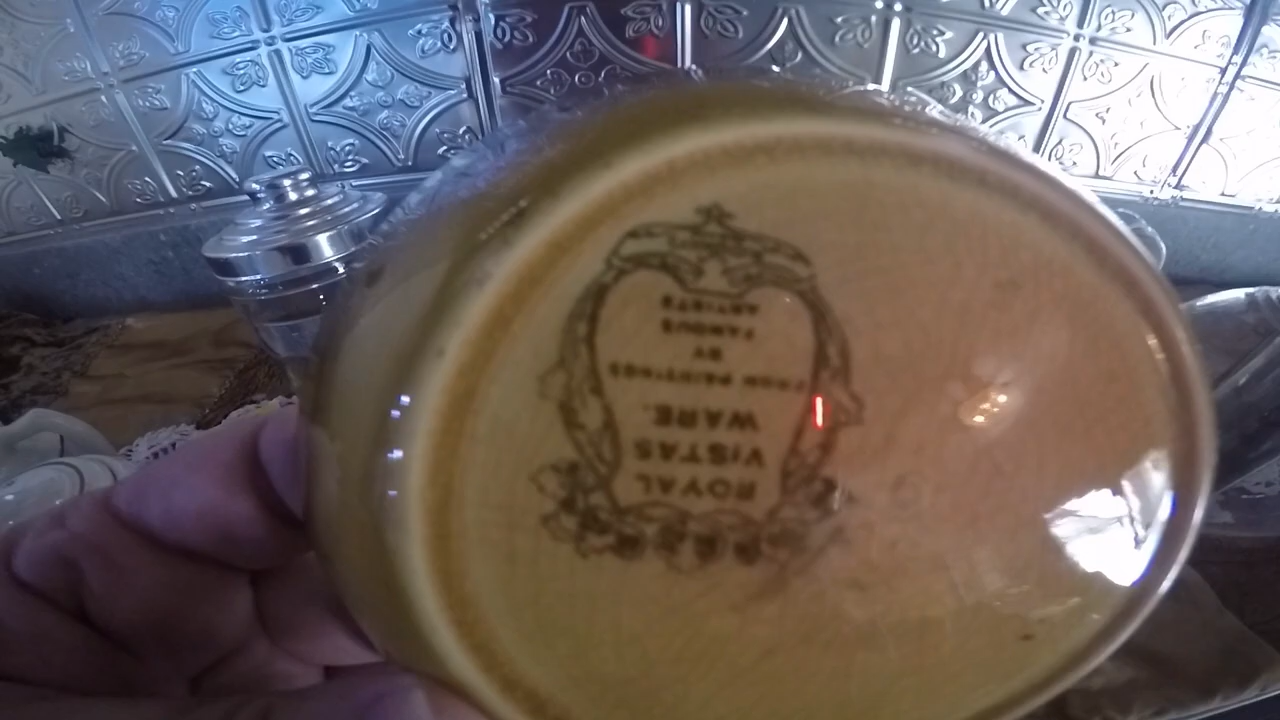 ROYAL
VISTAS
WARE.
FROM PAINTINGS
BY
FAMOUS
ARTISTS